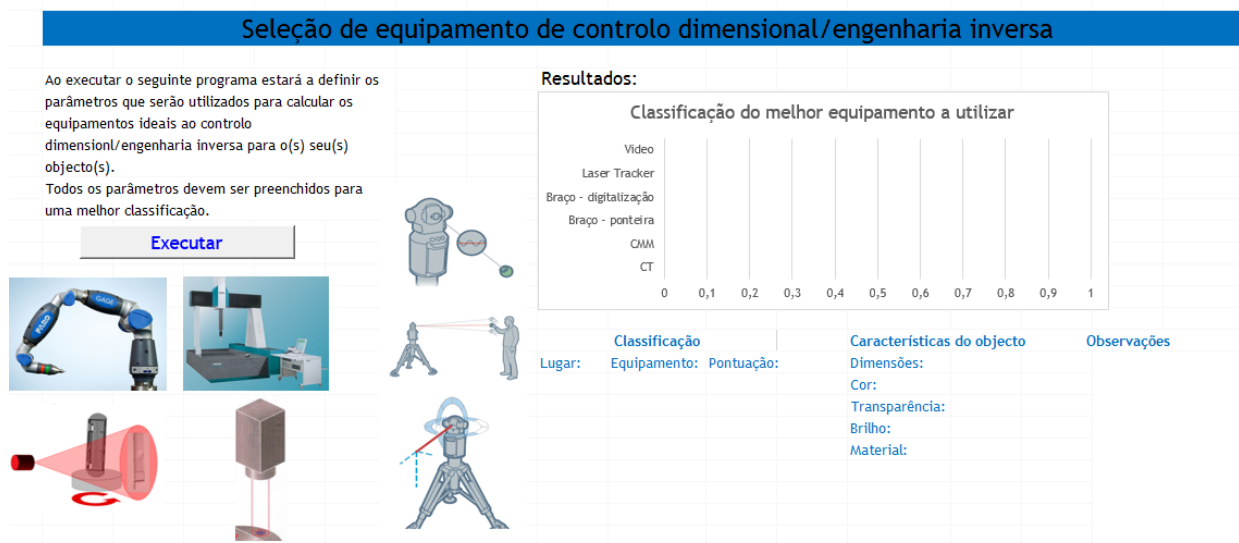 Seleção de equipamento de controlo dimensional/engenharia inversa
Ao executar o seguinte programa estará a definir os
parâmetros que serão utilizados para calcular os
equipamentos ideais ao controlo
dimensionl/engenharia inversa para o(s) seu(s)
objecto(s).
Todos os parâmetros devem ser preenchidos para
uma melhor classificação.
Executar
GAGE
FARO
Resultados:
Classificação do melhor equipamento a utilizar
Video
Laser Tracker
Braço - digitalização
Braço - ponteira
CMM
CT
0 0,1 0,2 0,3 0,4 0,5 0,6 0,7 0,8 0,9 1
Classificação Características do objecto Observações
Lugar: Equipamento: Pontuação: Dimensões:
Cor:
Transparência:
Brilho:
Material: